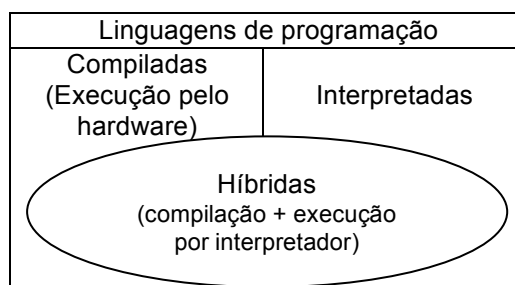 Linguagens de programação
Compiladas
(Execução pelo
hardware)
Interpretadas
Híbridas
(compilação + execução
por interpretador)